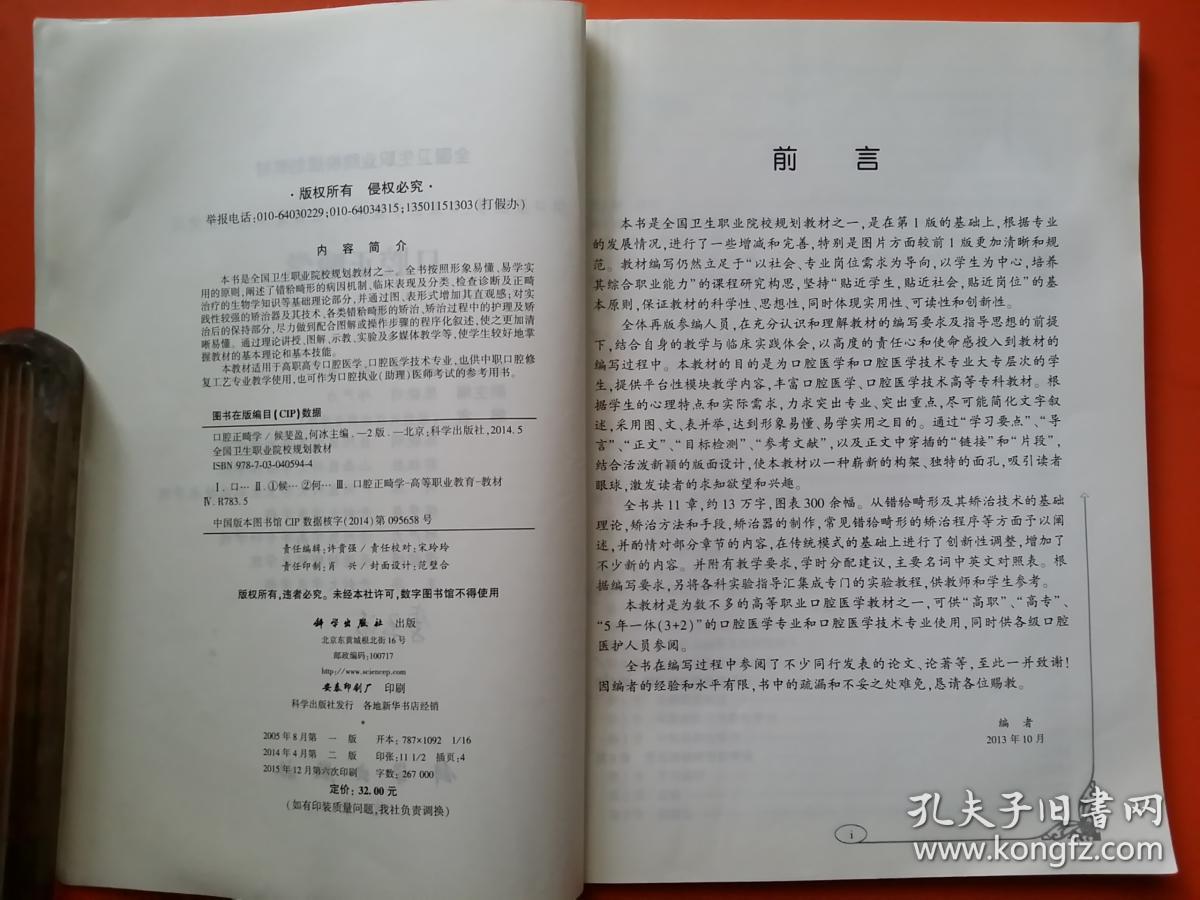 ·版权所有 侵权必究·
举报电话:010-64030229;010-64034315;13501151303(打假办)
内 容 简 介
本书是全国卫生职业院校规划教材之一。全书按照形象易懂、易学实
用的原则,阐述了错𬌗畸形的病因机制、临床表现及分类、检查诊断及正畸
治疗的生物学知识等基础理论部分,并通过图、表形式增加其直观感;对实
践性较强的矫治器及其技术、各类错𬌗畸形的矫治、矫治过程中的护理及矫
治后的保持部分,尽力做到配合图解或操作步骤的程序化叙述,使之更加清
晰易懂。通过理论讲授、图解、示教、实验及多媒体教学等,使学生较好地掌
握教材的基本理论和基本技能。
本教材适用于高职高专口腔医学、口腔医学技术专业,也供中职口腔修
复工艺专业教学使用,也可作为口腔执业(助理)医师考试的参考用书。
图书在版编目(CIP)数据
口腔正畸学/候斐盈,何冰主编.—2版.—北京:科学出版社,2014.5
全国卫生职业院校规划教材
ISBN 978-7-03-040594-4
Ⅰ.口… Ⅱ.①候… ②何… Ⅲ.口腔正畸学-高等职业教育-教材
Ⅳ.R783.5
中国版本图书馆CIP数据核字(2014)第095658号
责任编辑:许贵强/责任校对:宋玲玲
责任印制:肖 兴/封面设计:范璧合
版权所有,违者必究。未经本社许可,数字图书馆不得使用
科学出版社 出版
北京东黄城根北街16号
邮政编码:100717
http://www.sciencep.com
安泰印刷厂 印刷
科学出版社发行 各地新华书店经销
*
2005年8月第 一 版 开本:787×1092 1/16
2014年4月第 二 版 印张:11 1/2 插页:4
2015年12月第六次印刷 字数:267 000
定价:32.00元
(如有印装质量问题,我社负责调换)
前 言
本书是全国卫生职业院校规划教材之一,是在第1版的基础上,根据专业
的发展情况,进行了一些增减和完善,特别是图片方面较前1版更加清晰和规
范。教材编写仍然立足于“以社会、专业岗位需求为导向,以学生为中心,培养
其综合职业能力”的课程研究构思,坚持“贴近学生,贴近社会,贴近岗位”的基
本原则,保证教材的科学性、思想性,同时体现实用性、可读性和创新性。
全体再版参编人员,在充分认识和理解教材的编写要求及指导思想的前提
下,结合自身的教学与临床实践体会,以高度的责任心和使命感投入到教材的
编写过程中。本教材的目的是为口腔医学和口腔医学技术专业大专层次的学
生,提供平台性模块教学内容,丰富口腔医学、口腔医学技术高等专科教材。根
据学生的心理特点和实际需求,力求突出专业、突出重点,尽可能简化文字叙
述,采用图、文、表并举,达到形象易懂、易学实用之目的。通过“学习要点”、“导
言”、“正文”、“目标检测”、“参考文献”,以及正文中穿插的“链接”和“片段”,
结合活泼新颖的版面设计,使本教材以一种崭新的构架、独特的面孔,吸引读者
眼球,激发读者的求知欲望和兴趣。
全书共11章,约13万字,图表300余幅。从错𬌗畸形及其矫治技术的基础
理论,矫治方法和手段,矫治器的制作,常见错𬌗畸形的矫治程序等方面予以阐
述,并酌情对部分章节的内容,在传统模式的基础上进行了创新性调整,增加了
不少新的内容。并附有教学要求,学时分配建议,主要名词中英文对照表。根
据编写要求,另将各科实验指导汇集成专门的实验教程,供教师和学生参考。
本教材是为数不多的高等职业口腔医学教材之一,可供“高职”、“高专”、
“5年一体(3+2)”的口腔医学专业和口腔医学技术专业使用,同时供各级口腔
医护人员参阅。
全书在编写过程中参阅了不少同行发表的论文、论著等,至此一并致谢!
因编者的经验和水平有限,书中的疏漏和不妥之处难免,恳请各位赐教。
编 者
2013年10月
i
孔夫子旧书网
www.kongfz.com